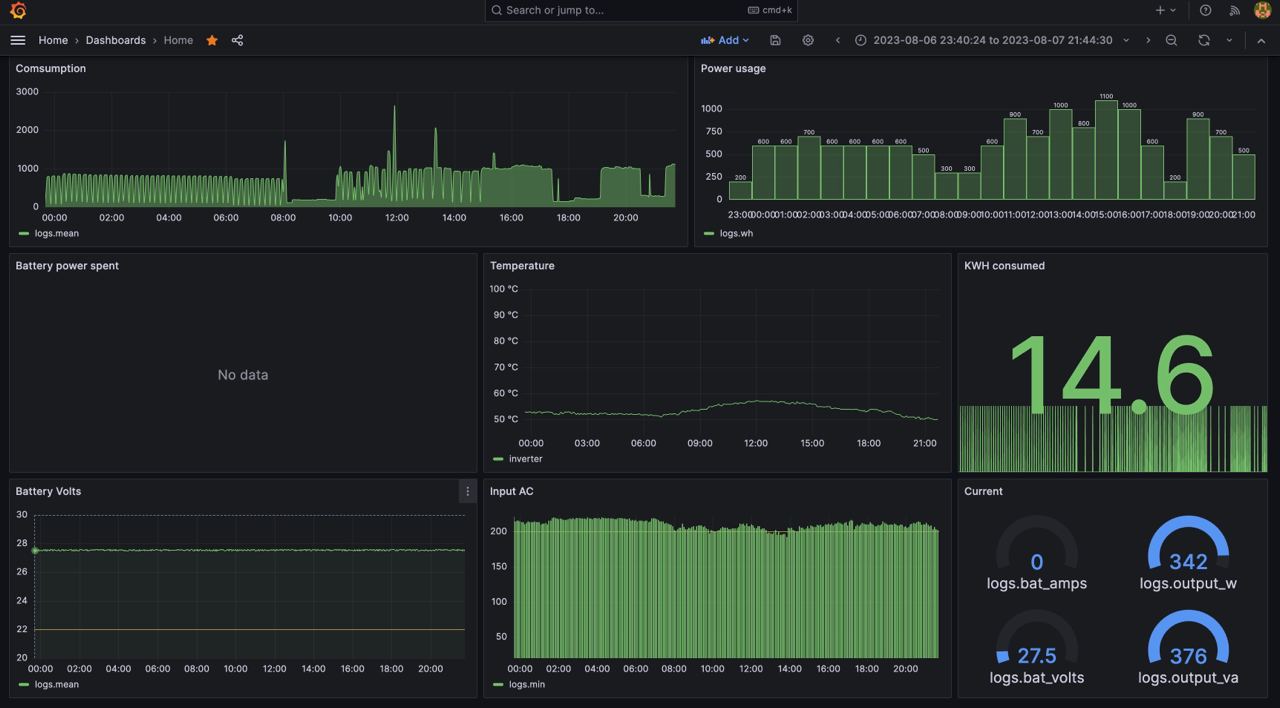 Search or jump to... cmd+k
Home › Dashboards › Home Add 2023-08-06 23:40:24 to 2023-08-07 21:44:30
Comsumption
3000
2000
1000
0
00:00 02:00 04:00 06:00 08:00 10:00 12:00 14:00 16:00 18:00 20:00
logs.mean
Power usage
1000
750
500
250
0
200 600 600 700 600 600 600 600 500 300 300 600 900 700 1000 800 1100 1000 600 200 900 700 500
23:00 00:00 01:00 02:00 03:00 04:00 05:00 06:00 07:00 08:00 09:00 10:00 11:00 12:00 13:00 14:00 15:00 16:00 17:00 18:00 19:00 20:00 21:00
logs.wh
Battery power spent
No data
Temperature
100 °C
90 °C
80 °C
70 °C
60 °C
50 °C
00:00 03:00 06:00 09:00 12:00 15:00 18:00 21:00
inverter
KWH consumed
14.6
Battery Volts
30
28
26
24
22
20
00:00 02:00 04:00 06:00 08:00 10:00 12:00 14:00 16:00 18:00 20:00
logs.mean
Input AC
200
150
100
50
00:00 02:00 04:00 06:00 08:00 10:00 12:00 14:00 16:00 18:00 20:00
logs.min
Current
0 342
logs.bat_amps logs.output_w
27.5 376
logs.bat_volts logs.output_va